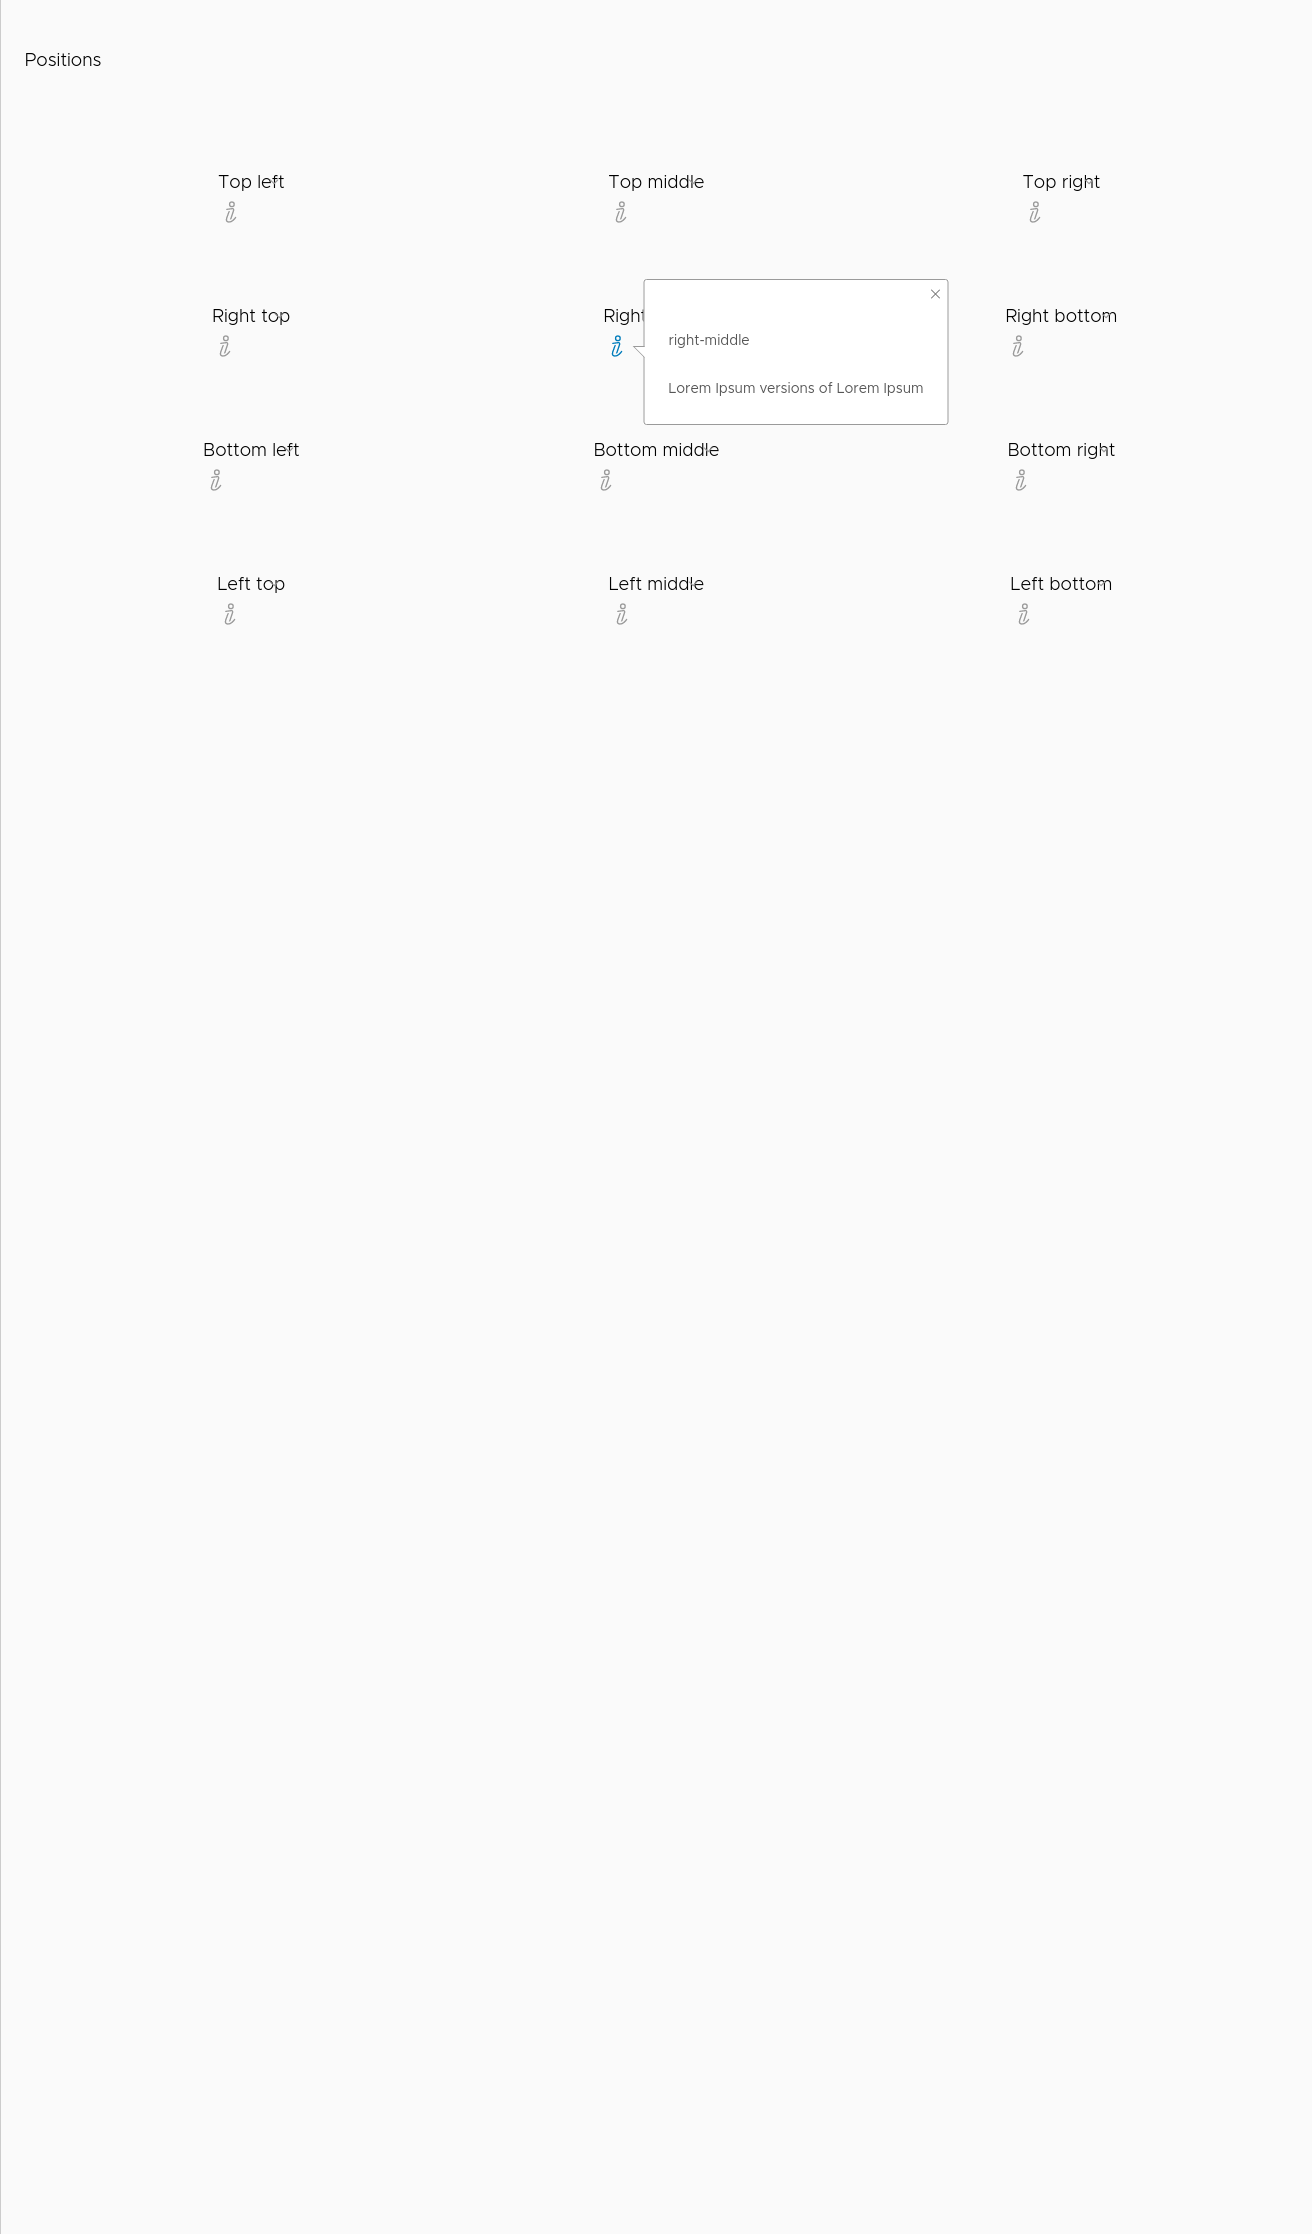 Positions
Top left
Top middle
Top right
Right top
Right
Right bottom
right-middle
Lorem Ipsum versions of Lorem Ipsum
Bottom left
Bottom middle
Bottom right
Left top
Left middle
Left bottom